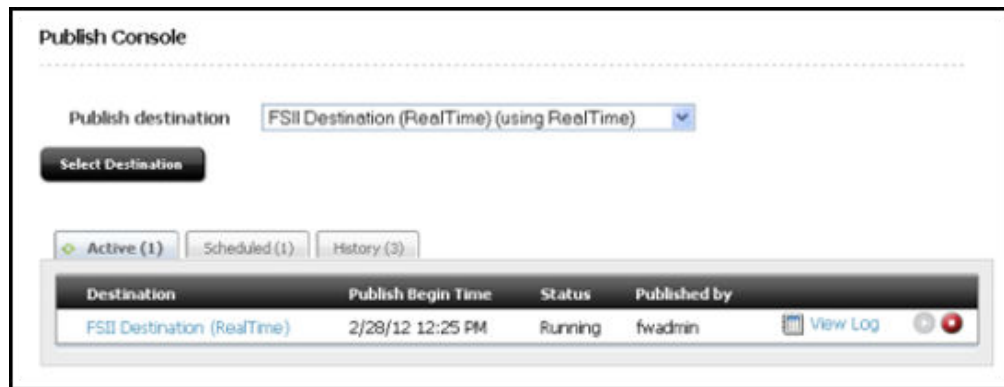 Publish Console
Publish destination FSII Destination (RealTime) (using RealTime)
Select Destination
Active (1) Scheduled (1) History (3)
Destination Publish Begin Time Status Published by
FSII Destination (RealTime) 2/28/12 12:25 PM Running fwadmin View Log